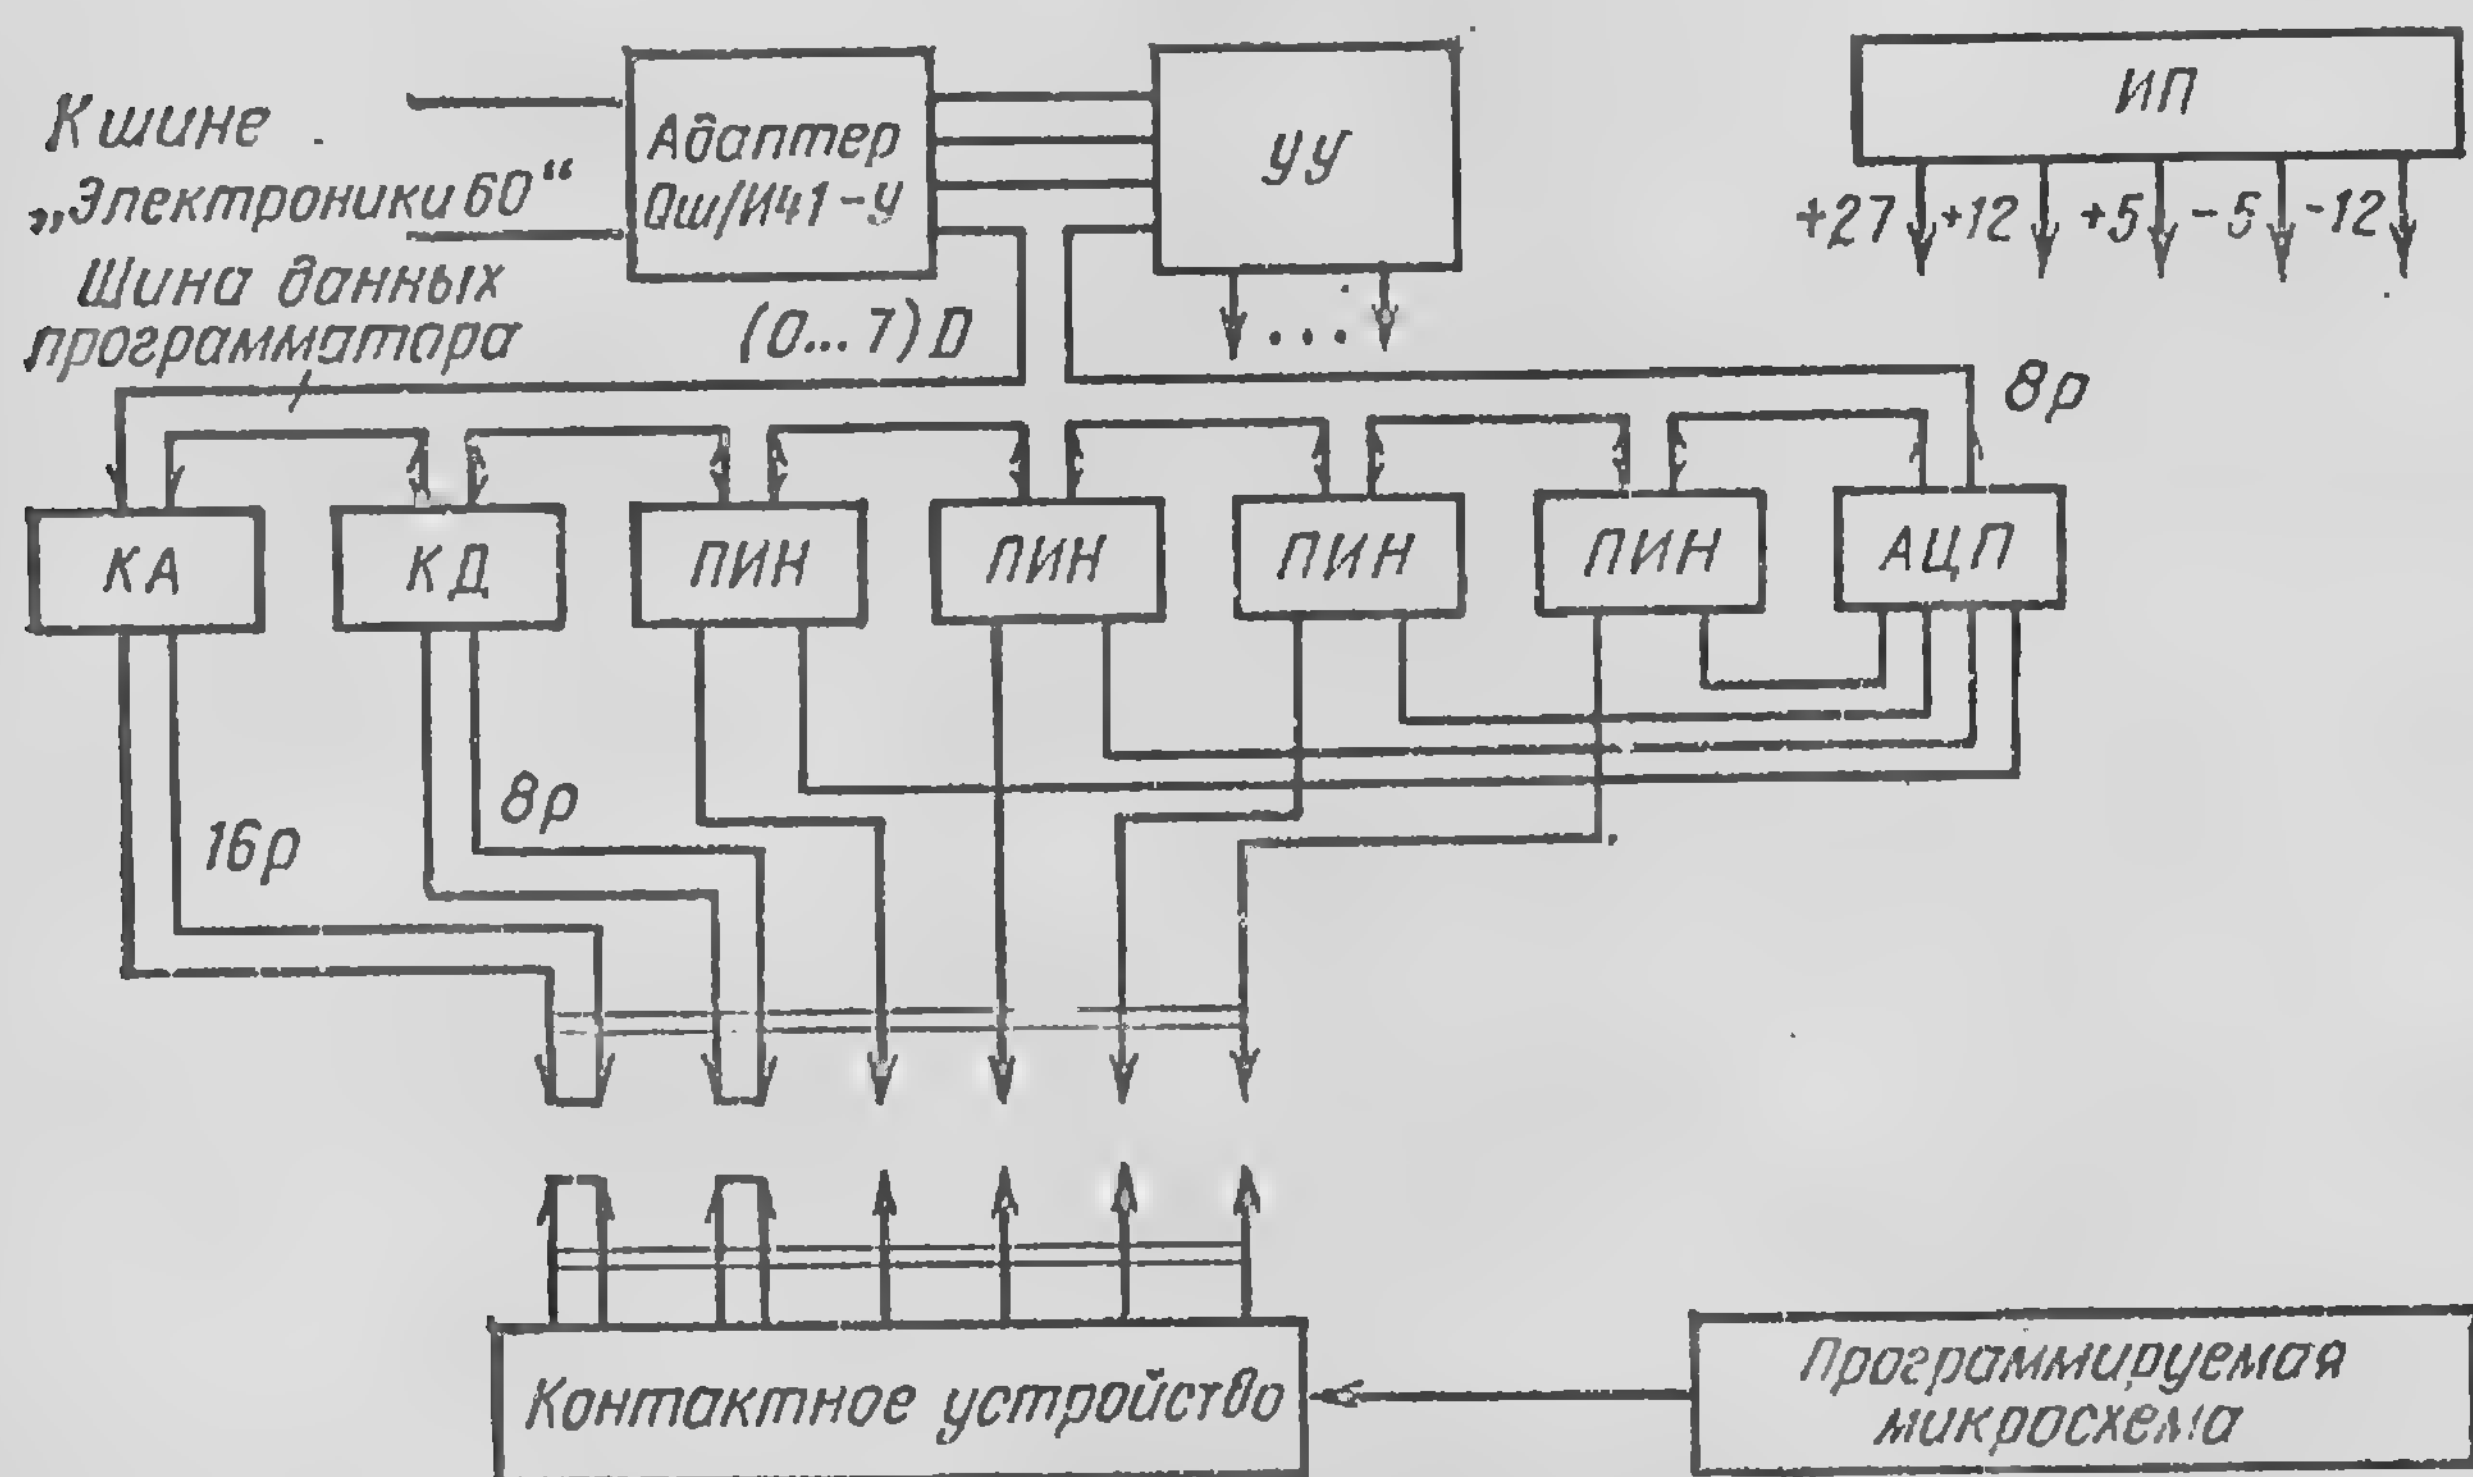 К шине
„Электроники 60“
Адаптер
Qш/И41-У
УУ
ИП
+27 +12 +5 -5 -12
Шина данных
программатора
(0...7)D
...
8р
КА
КД
ПИН
ПИН
ПИН
ПИН
АЦП
8р
16р
Контактное устройство
Программируемая
микросхема